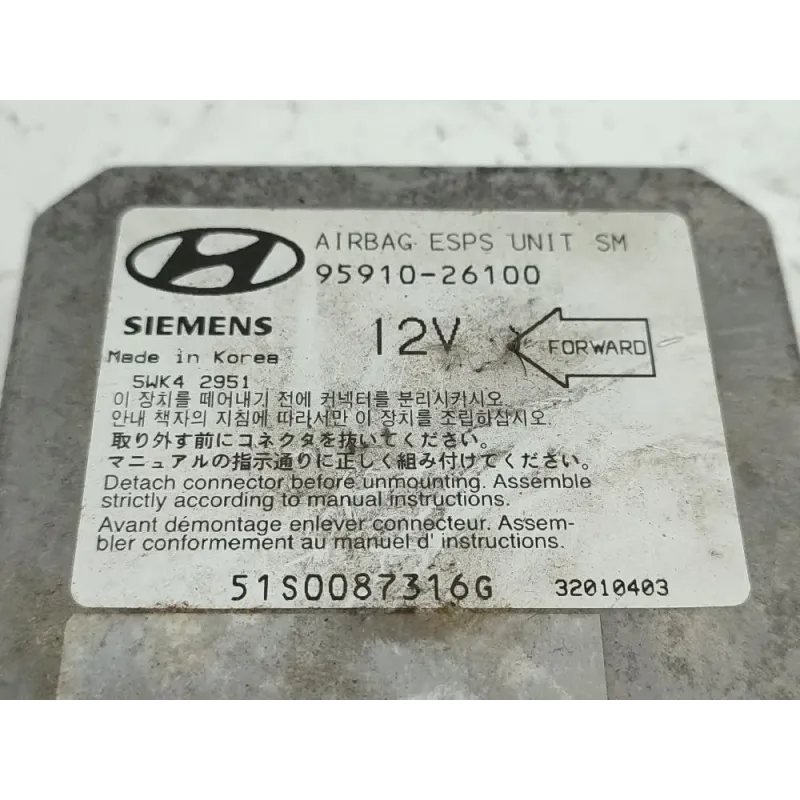 AIRBAG ESPS UNIT SM
95910-26100
SIEMENS
12V
FORWARD
Made in Korea
5WK4 2951
이 장치를 떼어내기 전에 커넥터를 분리시키십시오.
안내 책자의 지침에 따라서만 이 장치를 조립하십시오.
取り外す前にコネクタを抜いてください。
マニュアルの指示通りに正しく組み付けてください。
Detach connector before unmounting. Assemble
strictly according to manual instructions.
Avant démontage enlever connecteur. Assem-
bler conformement au manuel d' instructions.
51S0087316G
32010403